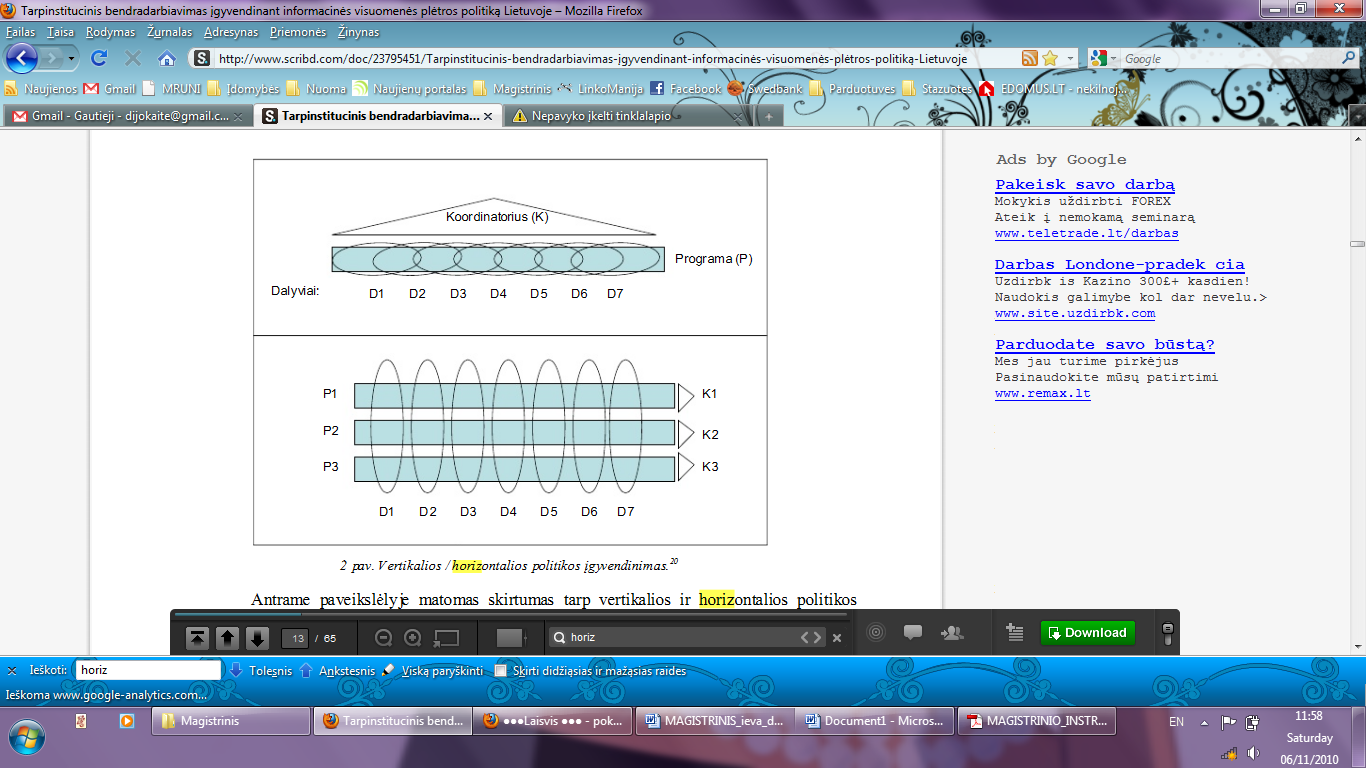 Tarpinstitucinis bendradarbiavimas įgyvendinant informacinės visuomenės plėtros politiką Lietuvoje – Mozilla Firefox
Failas Taisa Rodymas Žurnalas Adresynas Priemonės Žinynas
http://www.scribd.com/doc/23795451/Tarpinstitucinis-bendradarbiavimas-įgyvendinant-informacinės-visuomenės-plėtros-politiką-Lietuvoje
Google
Naujienos Gmail MRUNI Įdomybės Nuoma Naujienų portalas Magistrinis LinkoManija Facebook Swedbank Parduotuves Stazuotes EDOMUS.LT - nekilnoj...
Gmail - Gautieji - dijokaite@gmail.c... Tarpinstitucinis bendradarbiavima... Nepavyko įkelti tinklalapio
Koordinatorius (K)
Programa (P)
Dalyviai: D1 D2 D3 D4 D5 D6 D7
P1 K1
P2 K2
P3 K3
D1 D2 D3 D4 D5 D6 D7
2 pav. Vertikalios / horizontalios politikos įgyvendinimas.20
Antrame paveikslėlyje matomas skirtumas tarp vertikalios ir horizontalios politikos
Ads by Google
Pakeisk savo darbą
Mokykis uždirbti FOREX
Ateik į nemokamą seminarą
www.teletrade.lt/darbas
Darbas Londone-pradek cia
Uzdirbk is Kazino 300£+ kasdien!
Naudokis galimybe kol dar nevelu.>
www.site.uzdirbk.com
Parduodate savo būstą?
Mes jau turime pirkėjus
Pasinaudokite mūsų patirtimi
www.remax.lt
13 / 65 horiz Download
Ieškoti: horiz Tolesnis Ankstesnis Viską paryškinti Skirti didžiąsias ir mažąsias raides
Ieškoma www.google-analytics.com...
Magistrinis Tarpinstitucinis bend... ●●●Laisvis ●●● - pok... MAGISTRINIS_ieva_d... Document1 - Micros... MAGISTRINIO_INSTR... EN
11:58
Saturday
06/11/2010